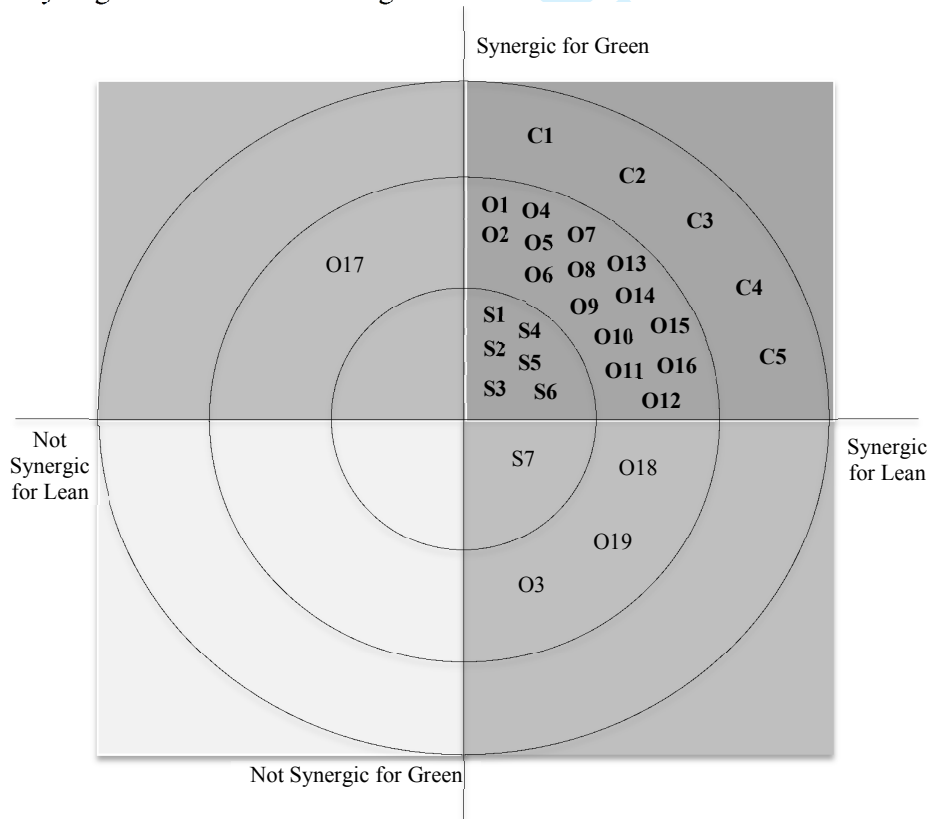 Synergic for Green
C1
C2
C3
C4
C5
O1 O4
O2 O5 O7
O6 O8 O13
O9 O14
O10 O15
O11 O16
O12
O17
S1
S4
S2
S5
S3 S6
Not
Synergic
for Lean
Synergic
for Lean
S7
O18
O19
O3
Not Synergic for Green